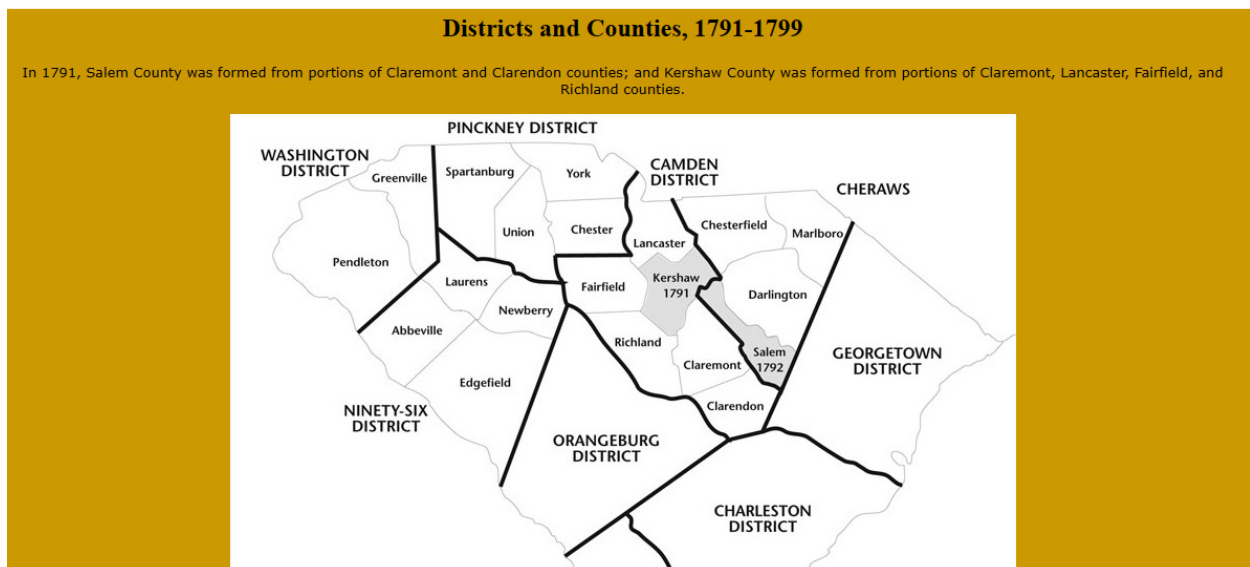 Districts and Counties, 1791-1799
In 1791, Salem County was formed from portions of Claremont and Clarendon counties; and Kershaw County was formed from portions of Claremont, Lancaster, Fairfield, and
Richland counties.
PINCKNEY DISTRICT
WASHINGTON
DISTRICT
CAMDEN
DISTRICT
CHERAWS
Greenville
Spartanburg
York
Union
Chester
Lancaster
Chesterfield
Marlboro
Pendleton
Laurens
Fairfield
Kershaw
1791
Darlington
Abbeville
Newberry
Richland
Claremont
Salem
1792
GEORGETOWN
DISTRICT
Edgefield
Clarendon
NINETY-SIX
DISTRICT
ORANGEBURG
DISTRICT
CHARLESTON
DISTRICT